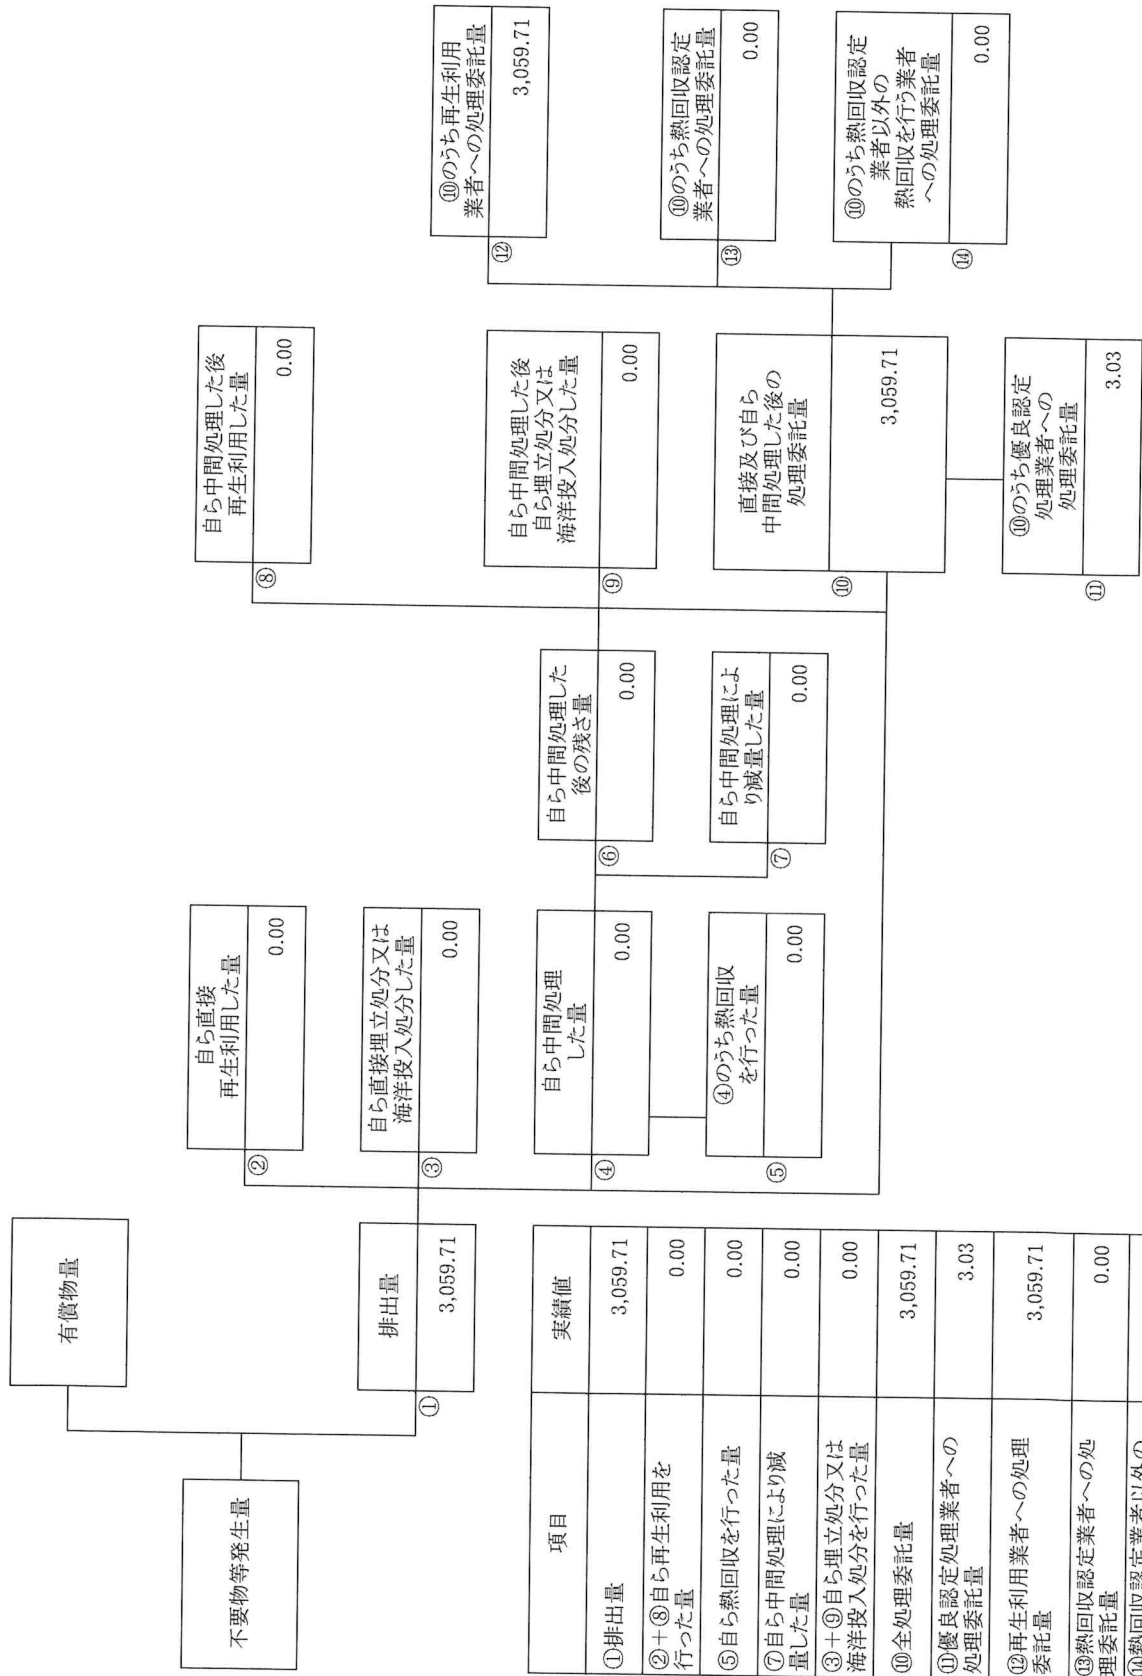 有償物量
不要物等発生量
排出量
①
3,059.71
自ら直接
再生利用した量
②
0.00
自ら直接埋立処分又は
海洋投入処分した量
③
0.00
自ら中間処理
した量
④
0.00
④のうち熱回収
を行った量
⑤
0.00
自ら中間処理した
後の残さ量
⑥
0.00
自ら中間処理によ
り減量した量
⑦
0.00
自ら中間処理した後
再生利用した量
⑧
0.00
自ら中間処理した後
自ら埋立処分又は
海洋投入処分した量
⑨
0.00
直接及び自ら
中間処理した後の
処理委託量
⑩
3,059.71
⑩のうち優良認定
処理業者への
処理委託量
⑪
3.03
⑩のうち再生利用
業者への処理委託量
⑫
3,059.71
⑩のうち熱回収認定
業者への処理委託量
⑬
0.00
⑩のうち熱回収認定
業者以外の
熱回収を行う業者
への処理委託量
⑭
0.00
項目 実績値
①排出量 3,059.71
②+⑧自ら再生利用を
行った量 0.00
⑤自ら熱回収を行った量 0.00
⑦自ら中間処理により減
量した量 0.00
③+⑨自ら埋立処分又は
海洋投入処分を行った量 0.00
⑩全処理委託量 3,059.71
⑪優良認定処理業者への
処理委託量 3.03
⑫再生利用業者への処理
委託量 3,059.71
⑬熱回収認定業者への処
理委託量 0.00
⑭熱回収認定業者以外の